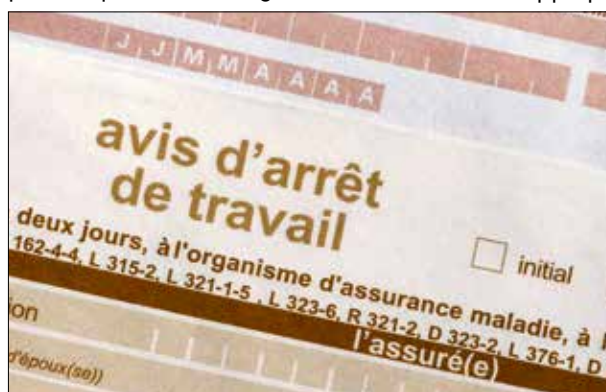 J J M M A A A A
avis d'arrêt
de travail
initial
deux jours, à l'organisme d'assurance maladie, à
162-4-4, L 315-2, L 321-1-5 , L 323-6, R 321-2, D 323-2, L 376-1, D
l'assuré(e)
d'époux(se))